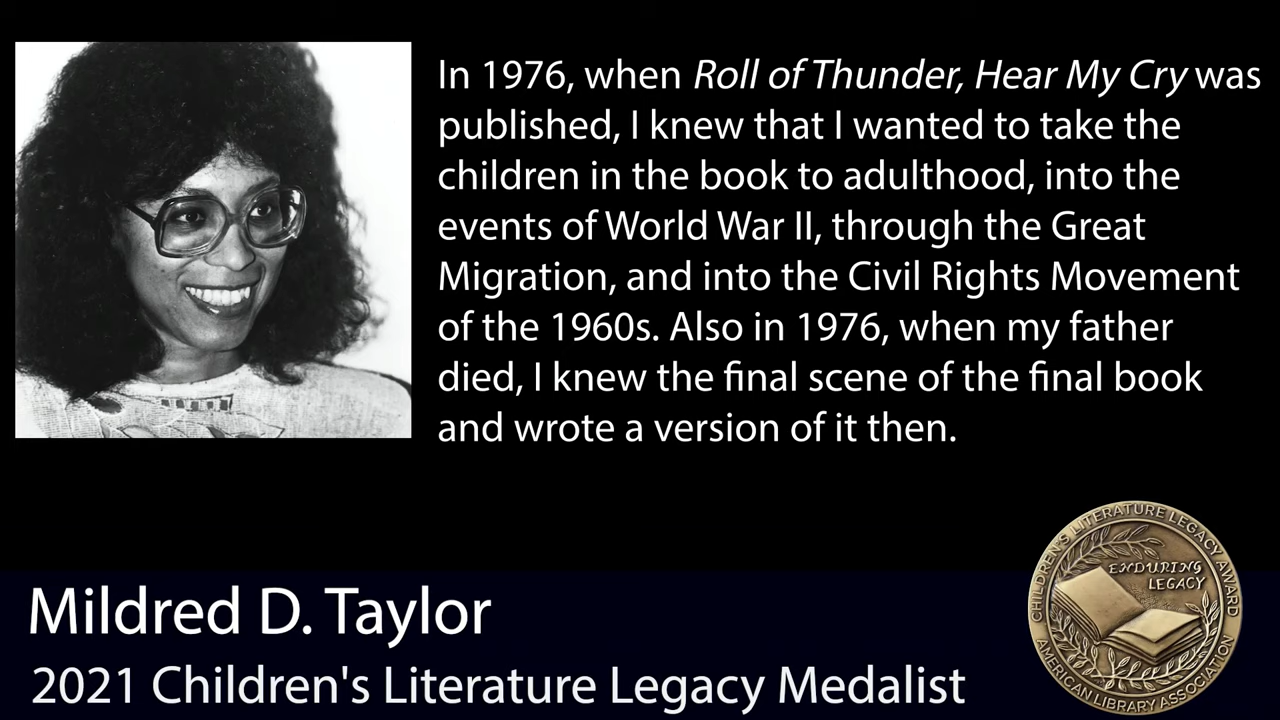 In 1976, when Roll of Thunder, Hear My Cry was
published, I knew that I wanted to take the
children in the book to adulthood, into the
events of World War II, through the Great
Migration, and into the Civil Rights Movement
of the 1960s. Also in 1976, when my father
died, I knew the final scene of the final book
and wrote a version of it then.
CHILDREN'S LITERATURE LEGACY AWARD
ENDURING
LEGACY
AMERICAN LIBRARY ASSOCIATION
Mildred D. Taylor
2021 Children's Literature Legacy Medalist